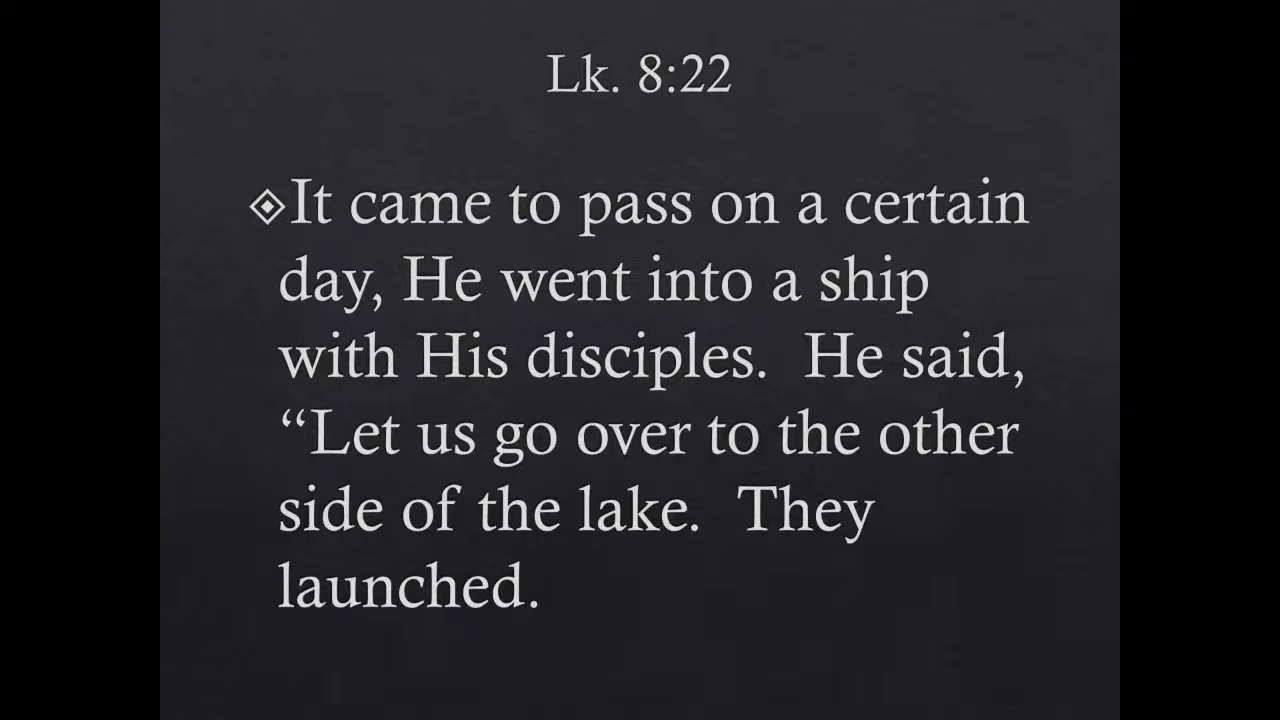 Lk. 8:22
It came to pass on a certain
day, He went into a ship
with His disciples.  He said,
“Let us go over to the other
side of the lake.  They
launched.